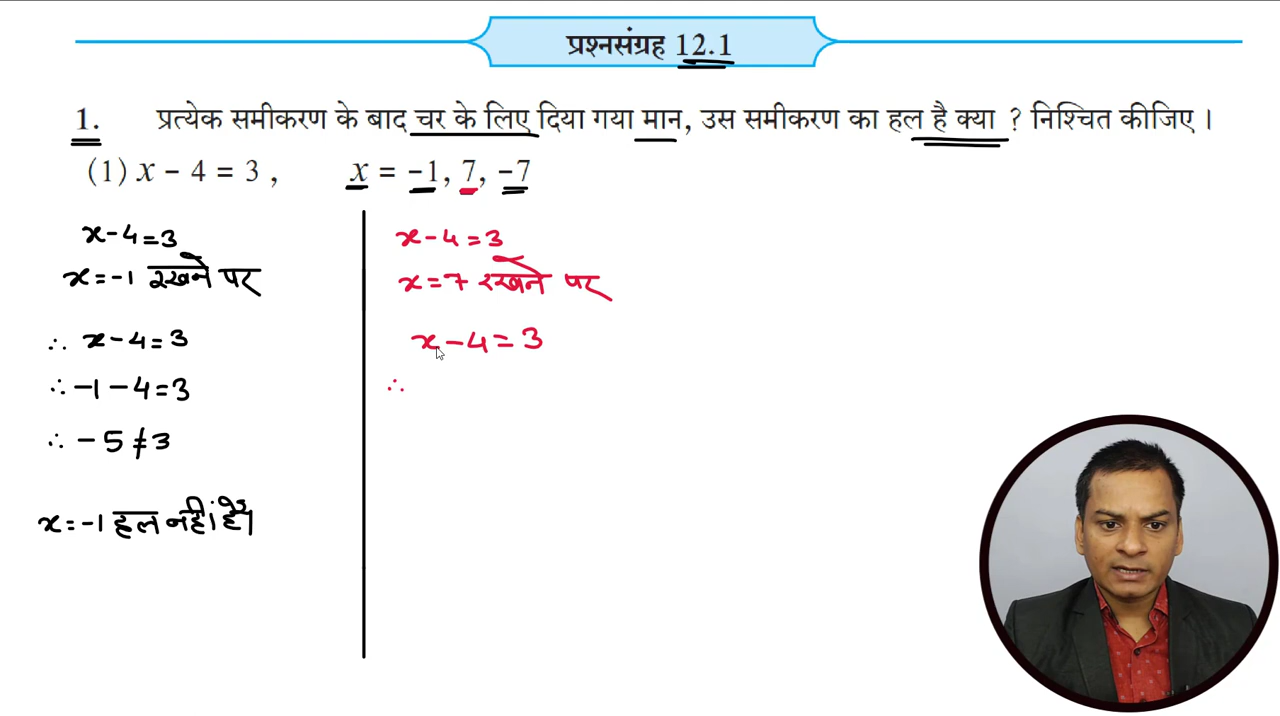 प्रश्नसंग्रह 12.1
1. प्रत्येक समीकरण के बाद चर के लिए दिया गया मान, उस समीकरण का हल है क्या ? निश्चित कीजिए ।
(1) x − 4 = 3 , x = −1, 7, −7
x-4=3
x=-1 रखने पर
∴ x-4=3
∴ -1-4=3
∴ -5≠3
x=-1 हल नहीं है।
x-4=3
x=7 रखने पर
x-4=3
∴